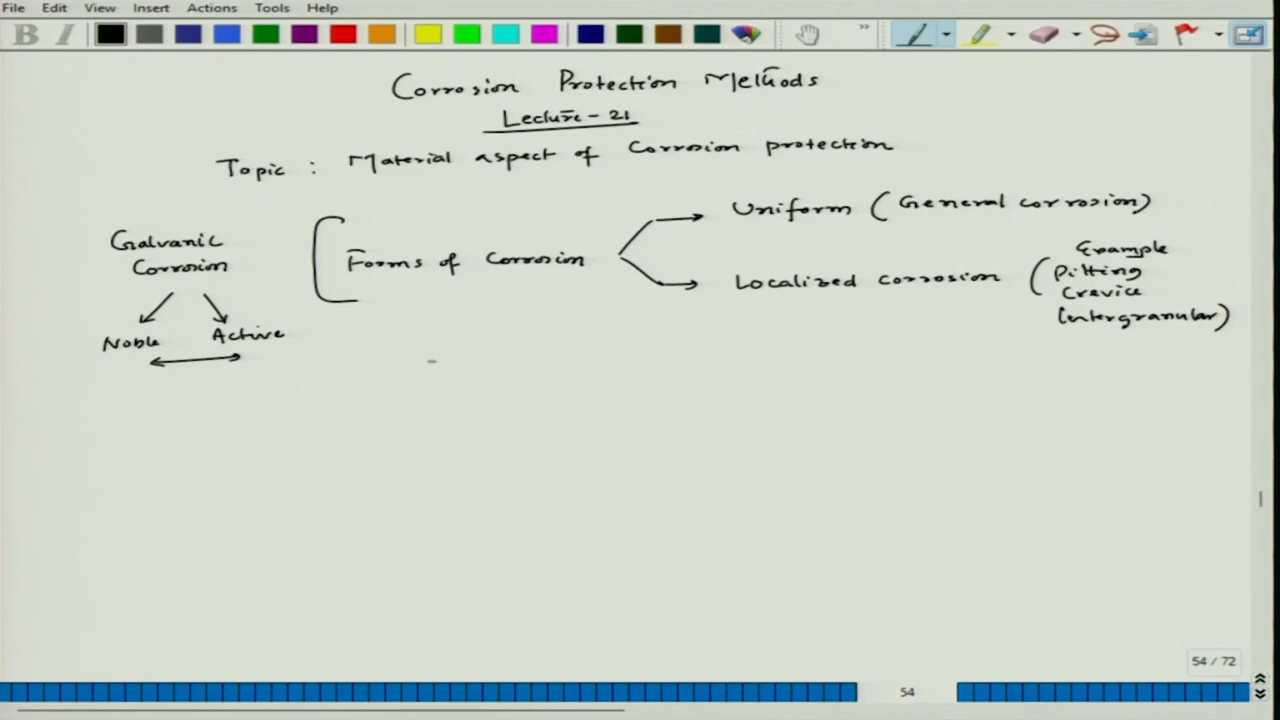 File Edit View Insert Actions Tools Help
B I
Corrosion Protection Methods
Lecture - 21
Topic : Material aspect of Corrosion protection
Uniform (General corrosion)
Galvanic Corrosion
Forms of Corrosion
Localized corrosion (Example
Pitting
Crevice
Intergranular)
Noble Active
54 / 72
54